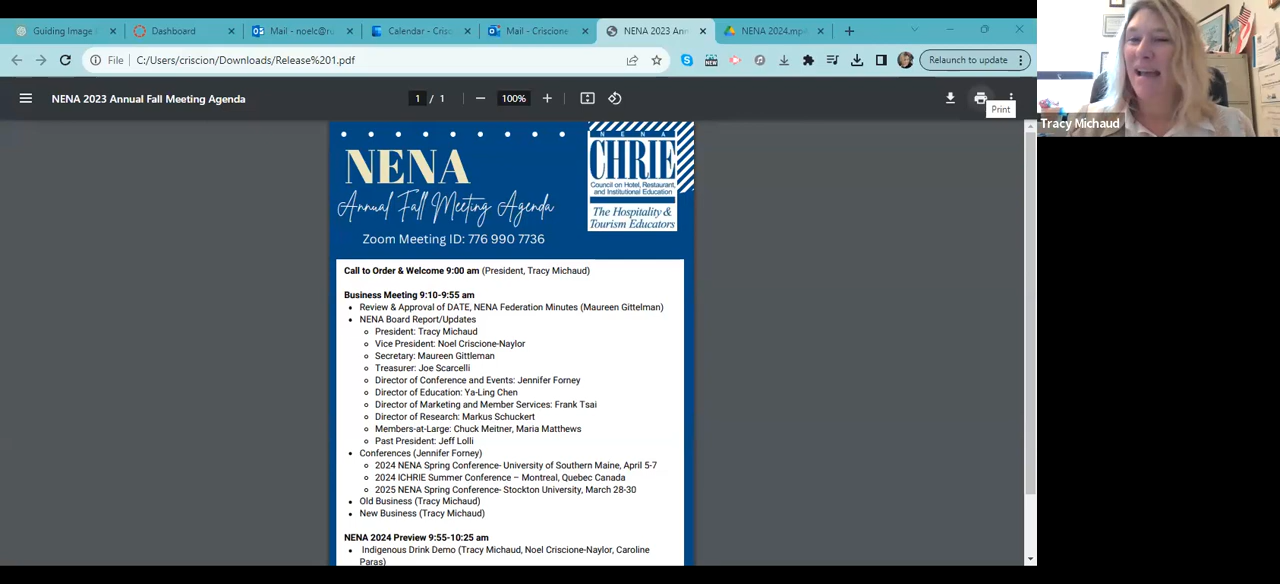 Guiding Image
Dashboard
Mail - noelc@ru
Calendar - Crisc
Mail - Criscione
NENA 2023 Ann
NENA 2024.mp
File
C:/Users/criscion/Downloads/Release%201.pdf
Relaunch to update
NENA 2023 Annual Fall Meeting Agenda
1 / 1
100%
Print
Tracy Michaud
NENA
Annual Fall Meeting Agenda
Zoom Meeting ID: 776 990 7736
NENA
CHRIE
Council on Hotel, Restaurant,
and Institutional Education
The Hospitality &
Tourism Educators
Call to Order & Welcome 9:00 am (President, Tracy Michaud)
Business Meeting 9:10-9:55 am
• Review & Approval of DATE, NENA Federation Minutes (Maureen Gittelman)
• NENA Board Report/Updates
o President: Tracy Michaud
o Vice President: Noel Criscione-Naylor
o Secretary: Maureen Gittleman
o Treasurer: Joe Scarcelli
o Director of Conference and Events: Jennifer Forney
o Director of Education: Ya-Ling Chen
o Director of Marketing and Member Services: Frank Tsai
o Director of Research: Markus Schuckert
o Members-at-Large: Chuck Meitner, Maria Matthews
o Past President: Jeff Lolli
• Conferences (Jennifer Forney)
o 2024 NENA Spring Conference- University of Southern Maine, April 5-7
o 2024 ICHRIE Summer Conference – Montreal, Quebec Canada
o 2025 NENA Spring Conference- Stockton University, March 28-30
• Old Business (Tracy Michaud)
• New Business (Tracy Michaud)
NENA 2024 Preview 9:55-10:25 am
• Indigenous Drink Demo (Tracy Michaud, Noel Criscione-Naylor, Caroline
Paras)